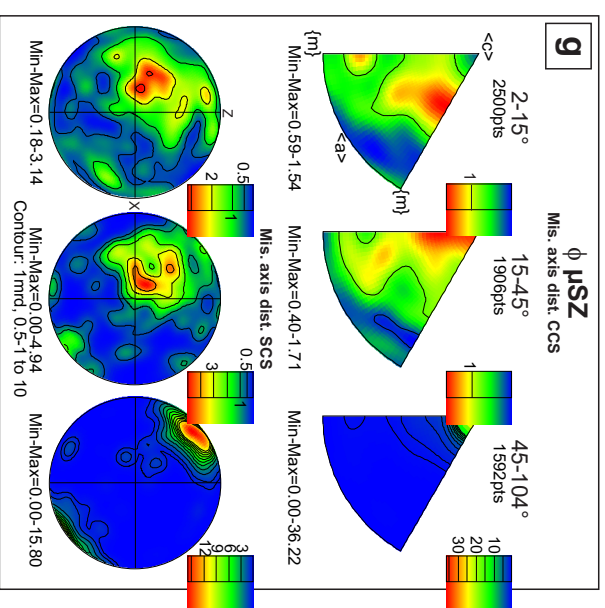 g
ϕ µSZ
Mis. axis dist. CCS
2-15°
2500pts
15-45°
1906pts
45-104°
1592pts
<c>
{m}
<a>
{m}
1
1
10
20
30
Min-Max=0.59-1.54
Min-Max=0.40-1.71
Min-Max=0.00-36.22
Mis. axis dist. SCS
Z
X
0.5
1
2
0.5
1
3
3
6
9
12
Min-Max=0.18-3.14
Min-Max=0.00-4.94
Min-Max=0.00-15.80
Contour: 1mrd, 0.5-1 to 10